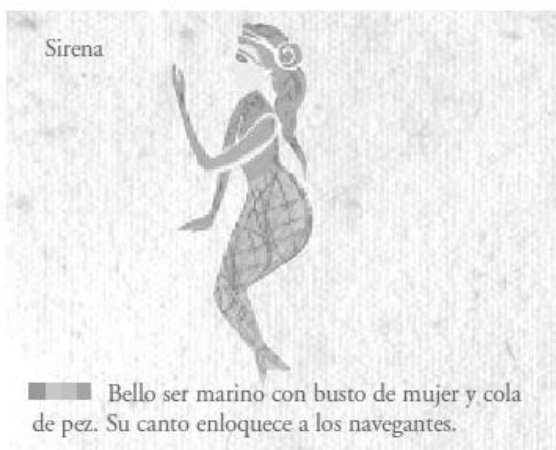 Sirena
Bello ser marino con busto de mujer y cola
de pez. Su canto enloquece a los navegantes.